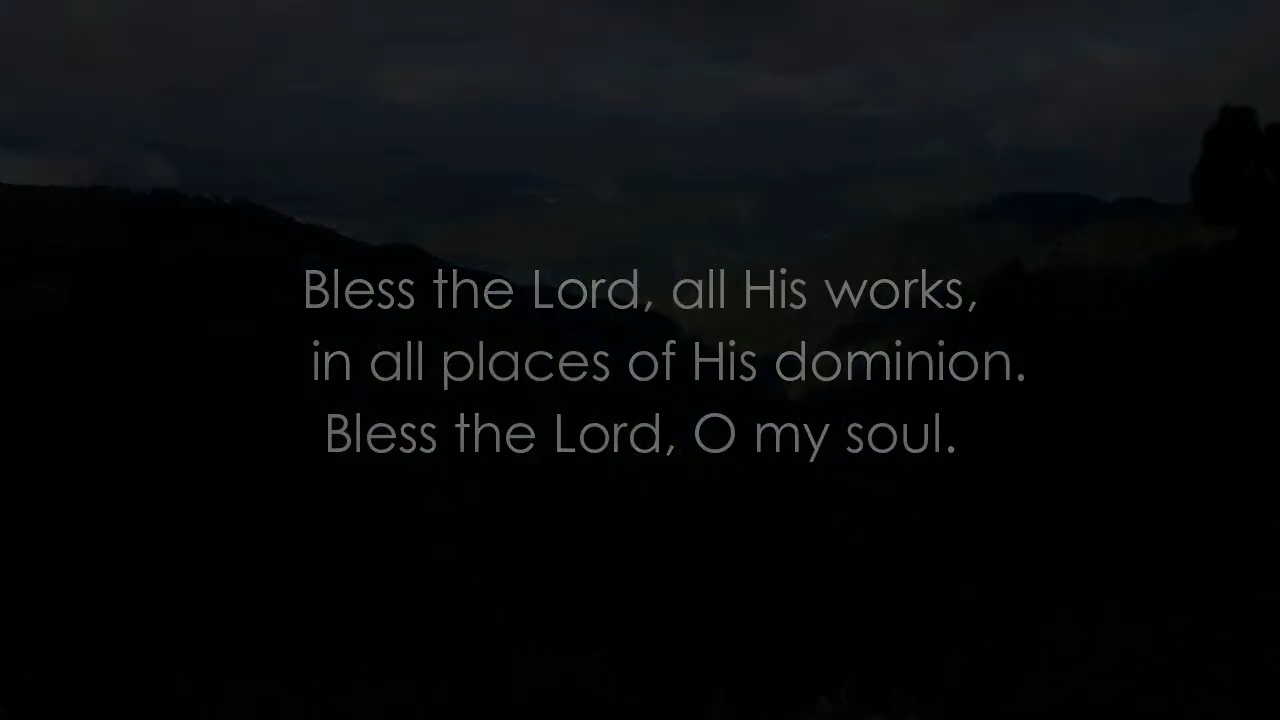 Bless the Lord, all His works,
in all places of His dominion.
Bless the Lord, O my soul.